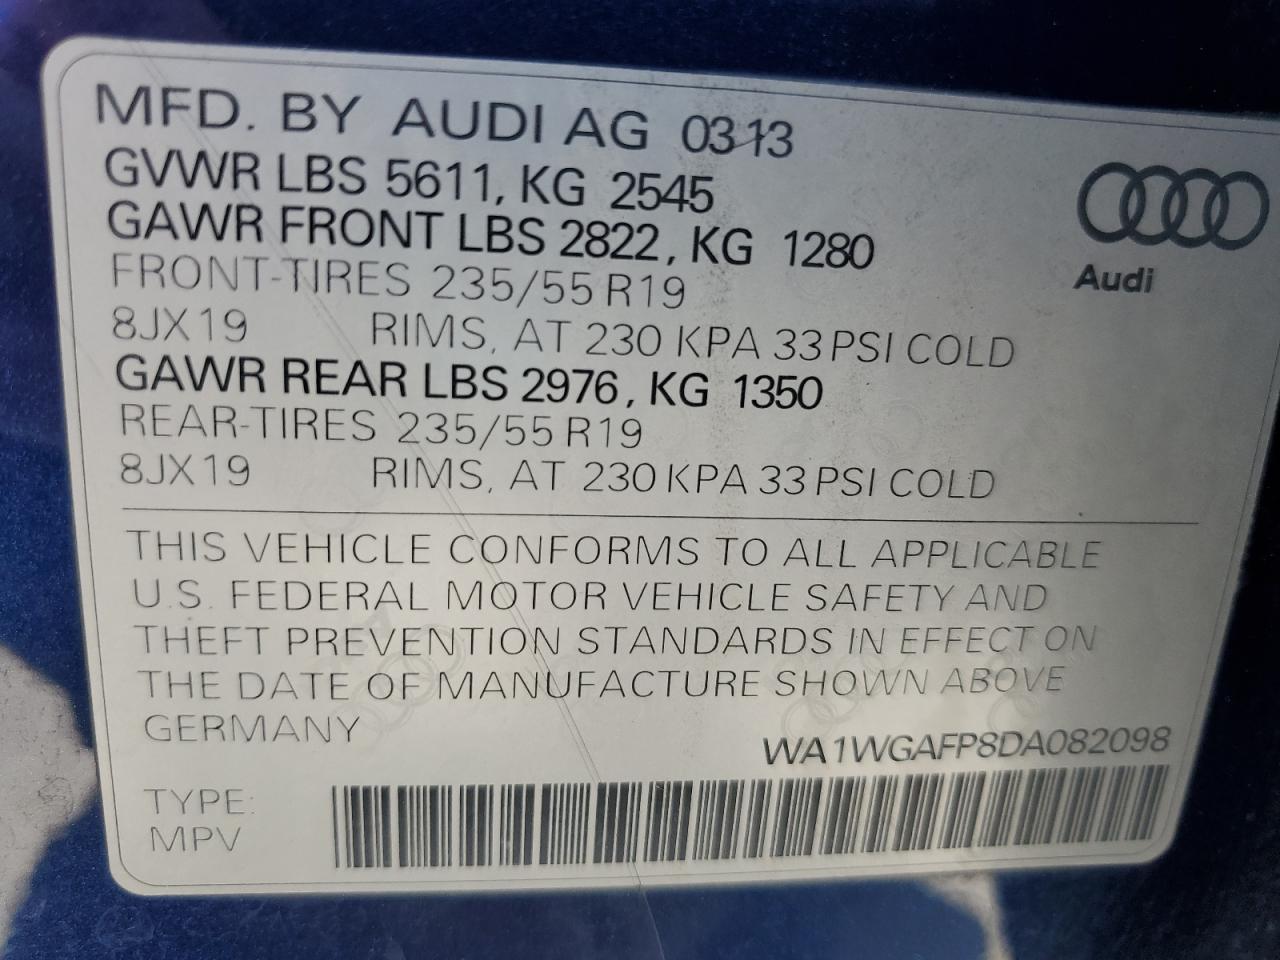 MFD. BY AUDI AG 03 13
GVWR LBS 5611, KG 2545
GAWR FRONT LBS 2822, KG 1280
FRONT-TIRES 235/55 R19
8JX19 RIMS, AT 230 KPA 33 PSI COLD
GAWR REAR LBS 2976, KG 1350
REAR-TIRES 235/55 R19
8JX19 RIMS, AT 230 KPA 33 PSI COLD
Audi
THIS VEHICLE CONFORMS TO ALL APPLICABLE
U.S. FEDERAL MOTOR VEHICLE SAFETY AND
THEFT PREVENTION STANDARDS IN EFFECT ON
THE DATE OF MANUFACTURE SHOWN ABOVE
GERMANY
WA1WGAFP8DA082098
TYPE:
MPV